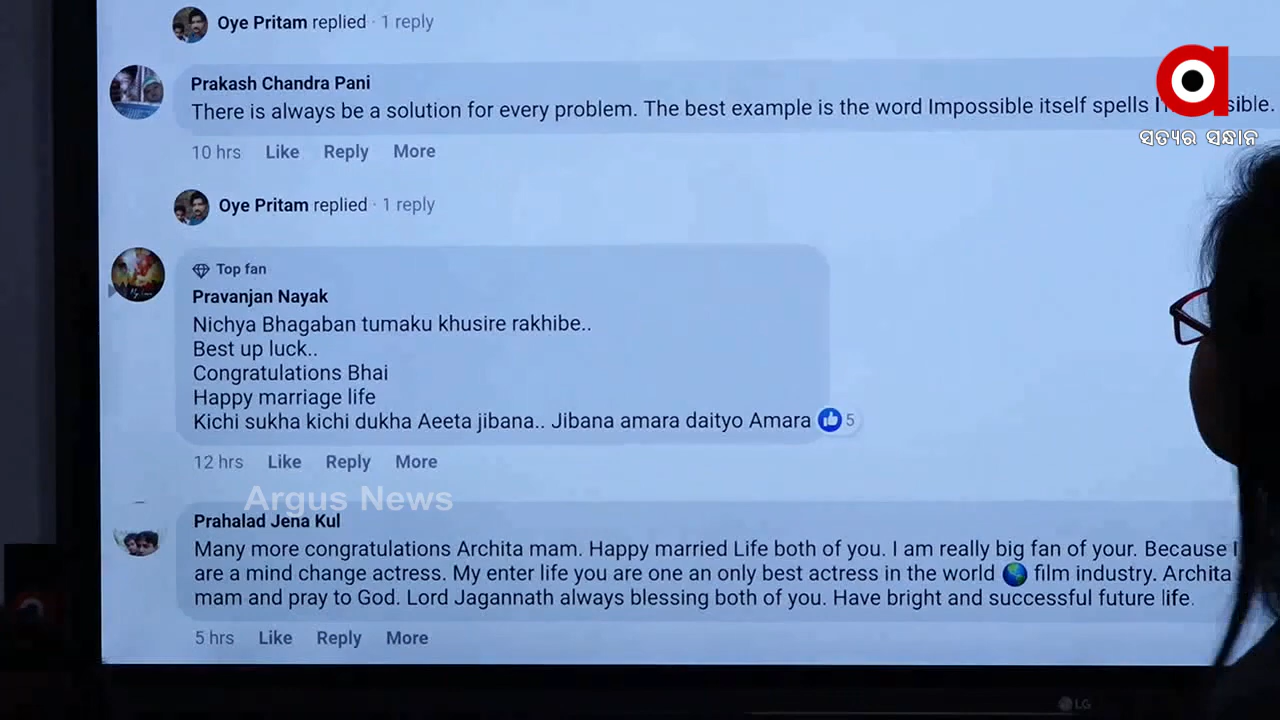 Oye Pritam replied · 1 reply
Prakash Chandra Pani
There is always be a solution for every problem. The best example is the word Impossible itself spells
ସତ୍ୟର ସନ୍ଧାନ
10 hrs Like Reply More
Oye Pritam replied · 1 reply
Top fan
Pravanjan Nayak
Nichya Bhagaban tumaku khusire rakhibe..
Best up luck..
Congratulations Bhai
Happy marriage life
Kichi sukha kichi dukha Aeeta jibana.. Jibana amara daityo Amara 5
12 hrs Like Reply More
Argus News
Prahalad Jena Kul
Many more congratulations Archita mam. Happy married Life both of you. I am really big fan of your. Because
are a mind change actress. My enter life you are one an only best actress in the world 🌎 film industry. Archita
mam and pray to God. Lord Jagannath always blessing both of you. Have bright and successful future life.
5 hrs Like Reply More
LG